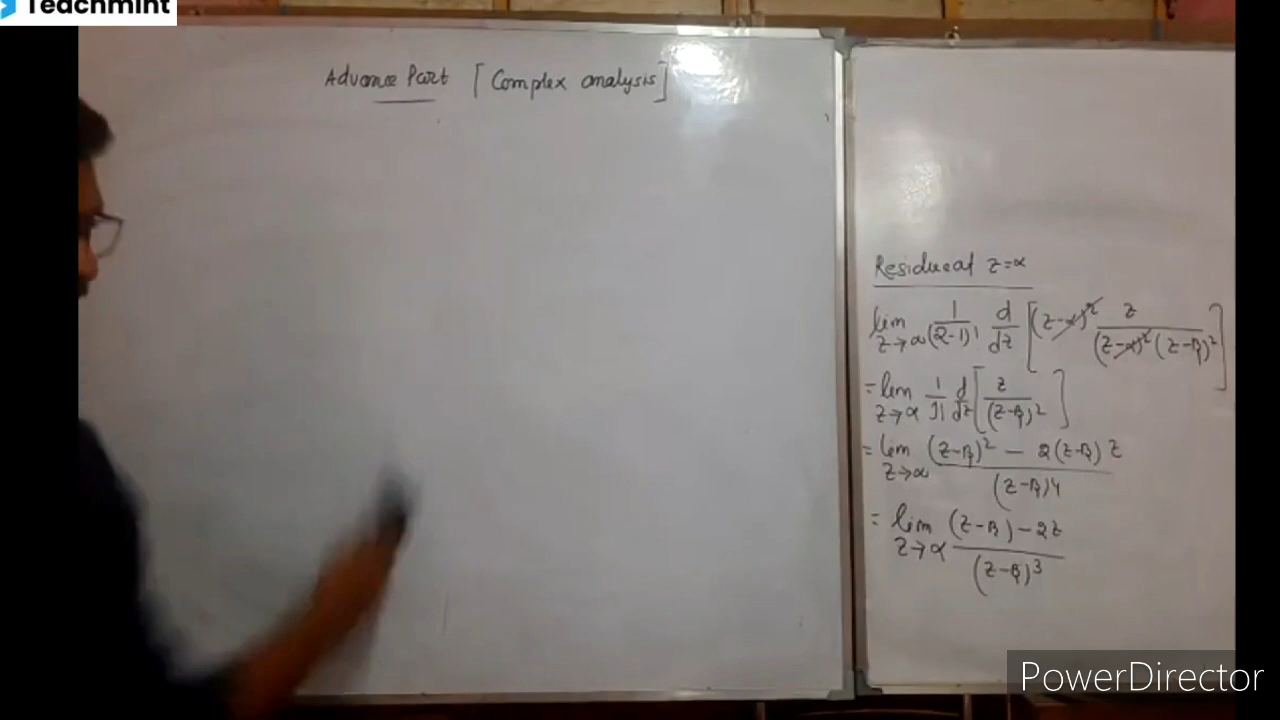 Teachmint
Advance Part [Complex analysis]
Residue at z=α
lim z→α 1/(2-1)! d/dz [(z-α)² z/((z-α)²(z-β)²)]
= lim z→α 1/1! d/dz [z/(z-β)²]
= lim z→α ((z-β)² - 2(z-β)z)/(z-β)4
= lim z→α ((z-β)-2z)/(z-β)³
PowerDirector